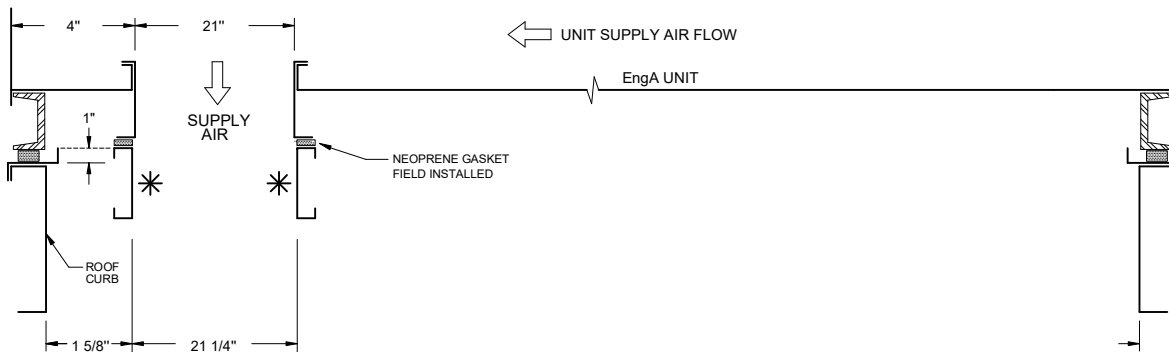 4"
21"
UNIT SUPPLY AIR FLOW
EngA UNIT
1"
SUPPLY
AIR
NEOPRENE GASKET
FIELD INSTALLED
ROOF
CURB
1 5/8"
21 1/4"